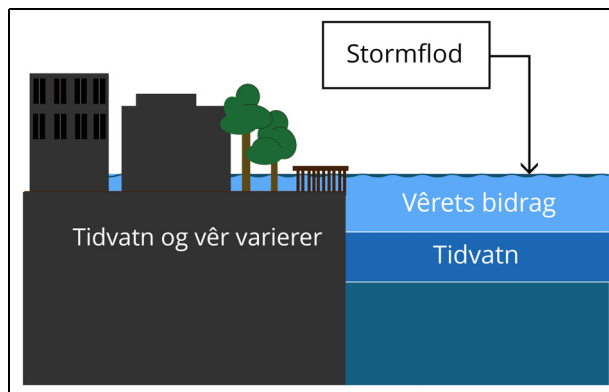 Stormflod
Vêrets bidrag
Tidvatn og vêr varierer
Tidvatn